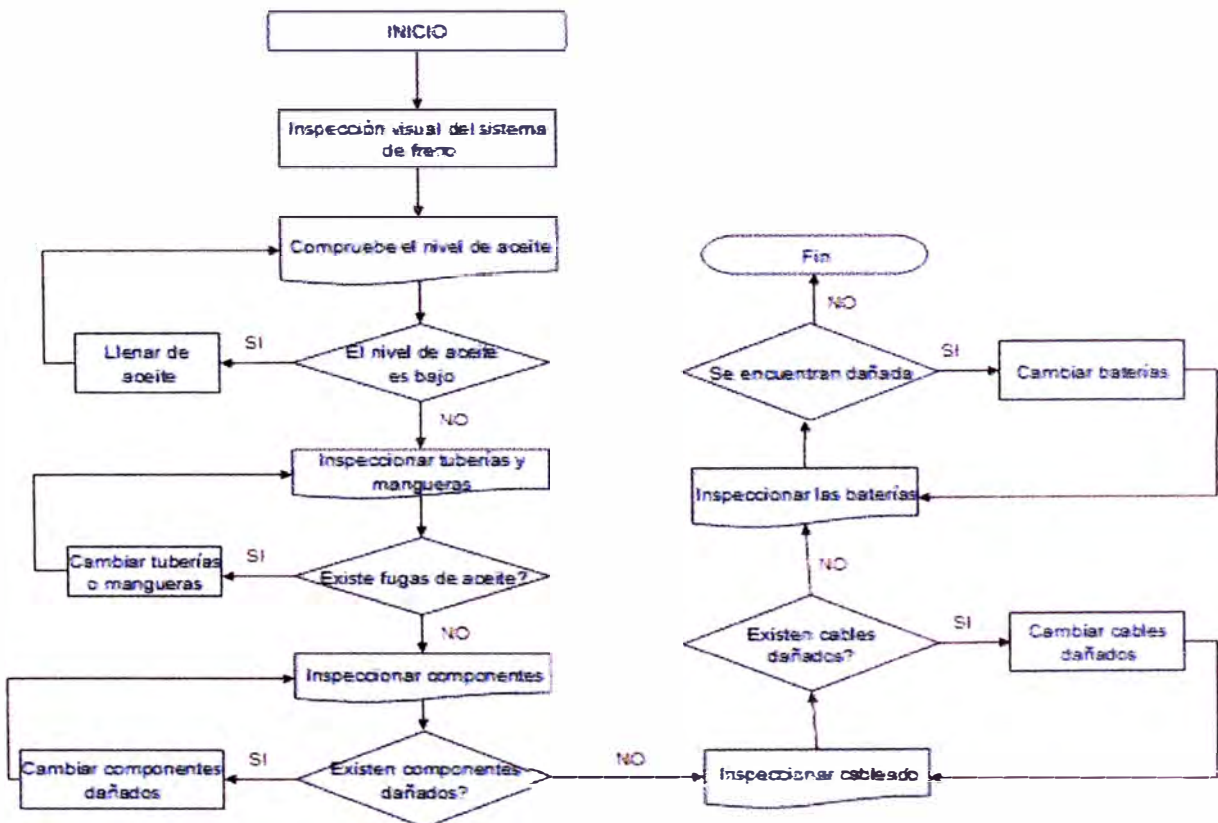 INICIO
Inspección visual del sistema
de freno
Compruebe el nivel de aceite
El nivel de aceite
es bajo
SI
Llenar de
aceite
NO
Inspeccionar tuberías y
mangueras
Existe fugas de aceite?
SI
Cambiar tuberías
o mangueras
NO
Inspeccionar componentes
Existen componentes
dañados?
SI
Cambiar componentes
dañados
NO
Inspeccionar cableado
Existen cables
dañados?
SI
Cambiar cables
dañados
NO
Inspeccionar las baterías
Se encuentran dañada
SI
Cambiar baterías
NO
Fin